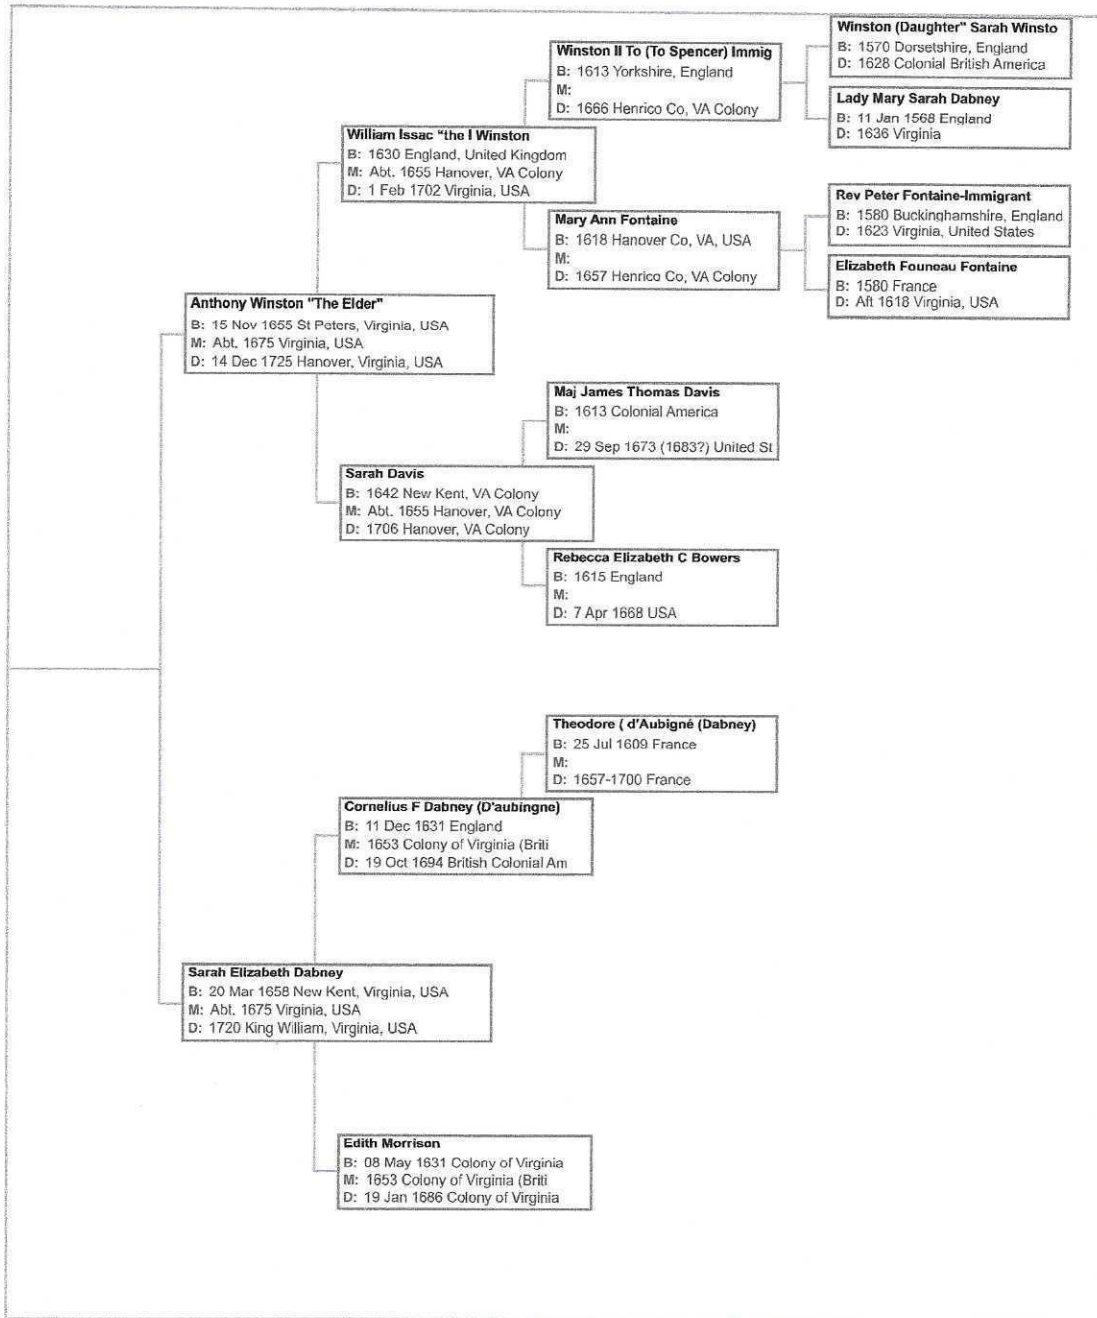 Winston (Daughter" Sarah Winsto
B: 1570 Dorsetshire, England
D: 1628 Colonial British America
Winston II To (To Spencer) Immig
B: 1613 Yorkshire, England
M:
D: 1666 Henrico Co, VA Colony
Lady Mary Sarah Dabney
B: 11 Jan 1568 England
D: 1636 Virginia
William Issac "the I Winston
B: 1630 England, United Kingdom
M: Abt. 1655 Hanover, VA Colony
D: 1 Feb 1702 Virginia, USA
Rev Peter Fontaine-Immigrant
B: 1580 Buckinghamshire, England
D: 1623 Virginia, United States
Mary Ann Fontaine
B: 1618 Hanover Co, VA, USA
M:
D: 1657 Henrico Co, VA Colony
Elizabeth Founeau Fontaine
B: 1580 France
D: Aft 1618 Virginia, USA
Anthony Winston "The Elder"
B: 15 Nov 1655 St Peters, Virginia, USA
M: Abt. 1675 Virginia, USA
D: 14 Dec 1725 Hanover, Virginia, USA
Maj James Thomas Davis
B: 1613 Colonial America
M:
D: 29 Sep 1673 (1683?) United St
Sarah Davis
B: 1642 New Kent, VA Colony
M: Abt. 1655 Hanover, VA Colony
D: 1706 Hanover, VA Colony
Rebecca Elizabeth C Bowers
B: 1615 England
M:
D: 7 Apr 1668 USA
Theodore ( d'Aubigné (Dabney)
B: 25 Jul 1609 France
M:
D: 1657-1700 France
Cornelius F Dabney (D'aubingne)
B: 11 Dec 1631 England
M: 1653 Colony of Virginia (Briti
D: 19 Oct 1694 British Colonial Am
Sarah Elizabeth Dabney
B: 20 Mar 1658 New Kent, Virginia, USA
M: Abt. 1675 Virginia, USA
D: 1720 King William, Virginia, USA
Edith Morrison
B: 08 May 1631 Colony of Virginia
M: 1653 Colony of Virginia (Briti
D: 19 Jan 1686 Colony of Virginia